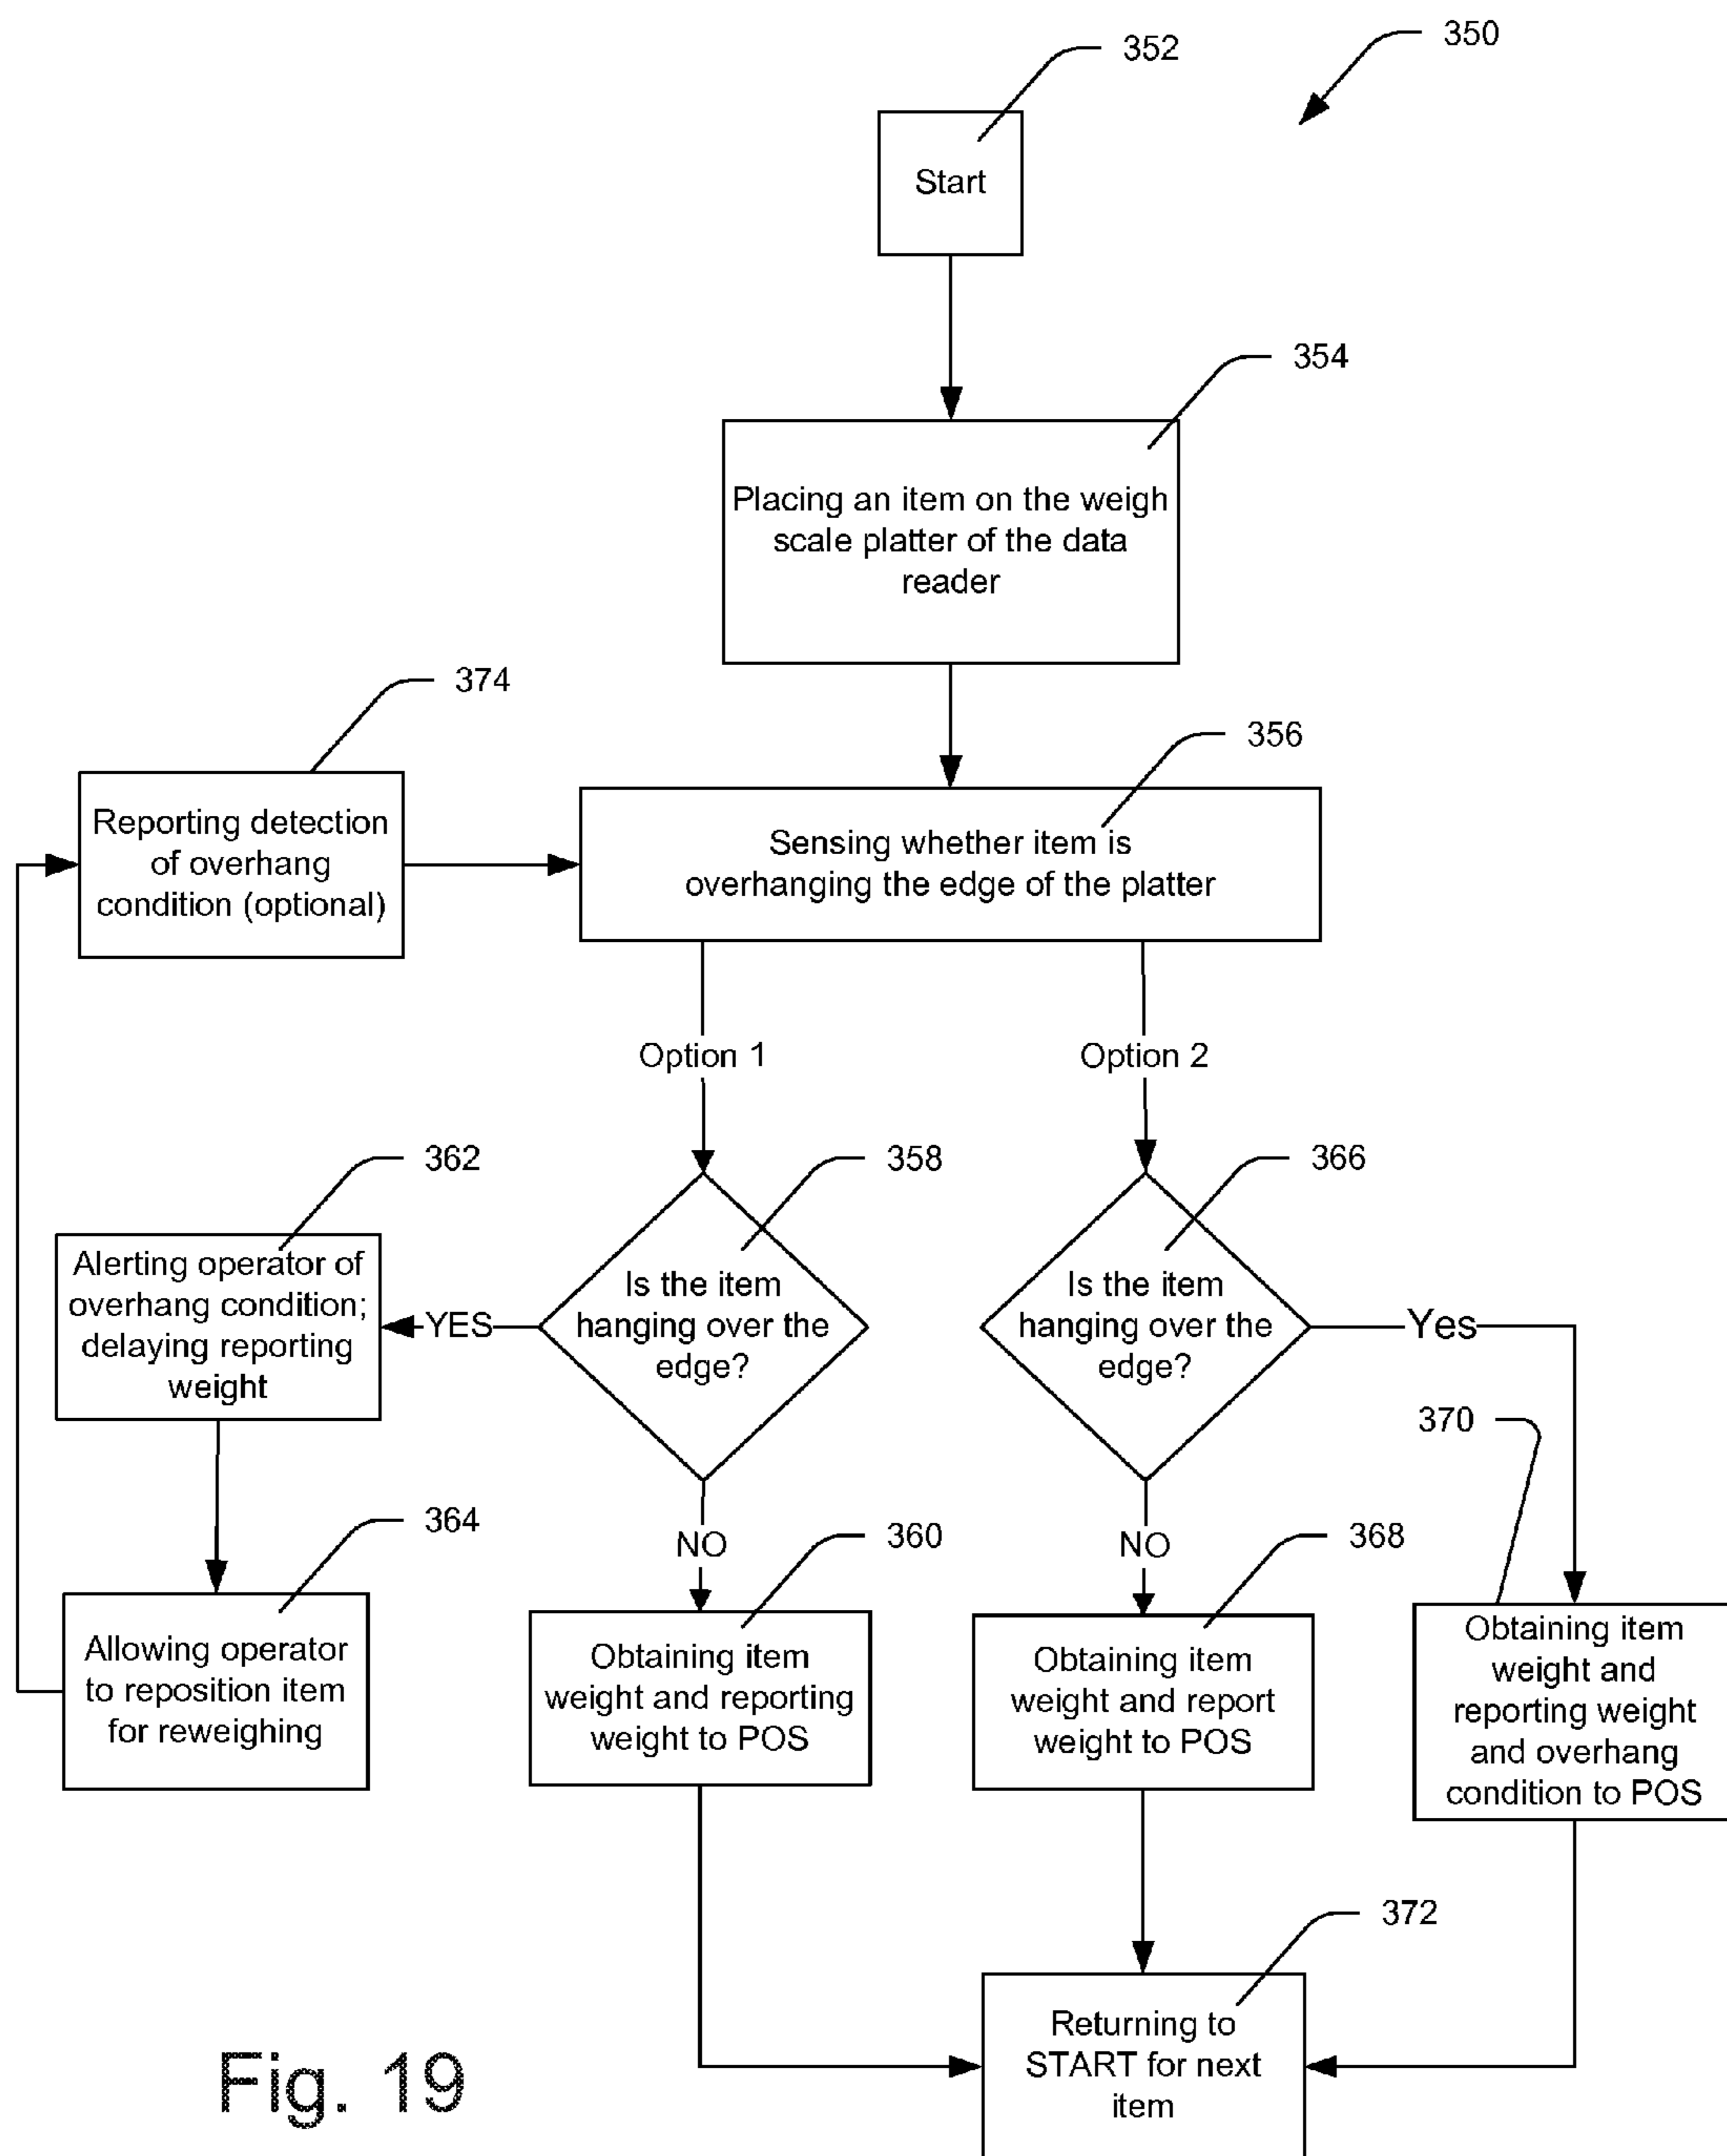 350
352
Start
354
Placing an item on the weigh
scale platter of the data
reader
374
Reporting detection
of overhang
condition (optional)
356
Sensing whether item is
overhanging the edge of the platter
Option 1
Option 2
362
Alerting operator of
overhang condition;
delaying reporting
weight
YES
358
Is the item
hanging over the
edge?
366
Is the item
hanging over the
edge?
Yes
370
364
Allowing operator
to reposition item
for reweighing
NO
360
Obtaining item
weight and reporting
weight to POS
NO
368
Obtaining item
weight and report
weight to POS
Obtaining item
weight and
reporting weight
and overhang
condition to POS
372
Returning to
START for next
item
Fig. 19